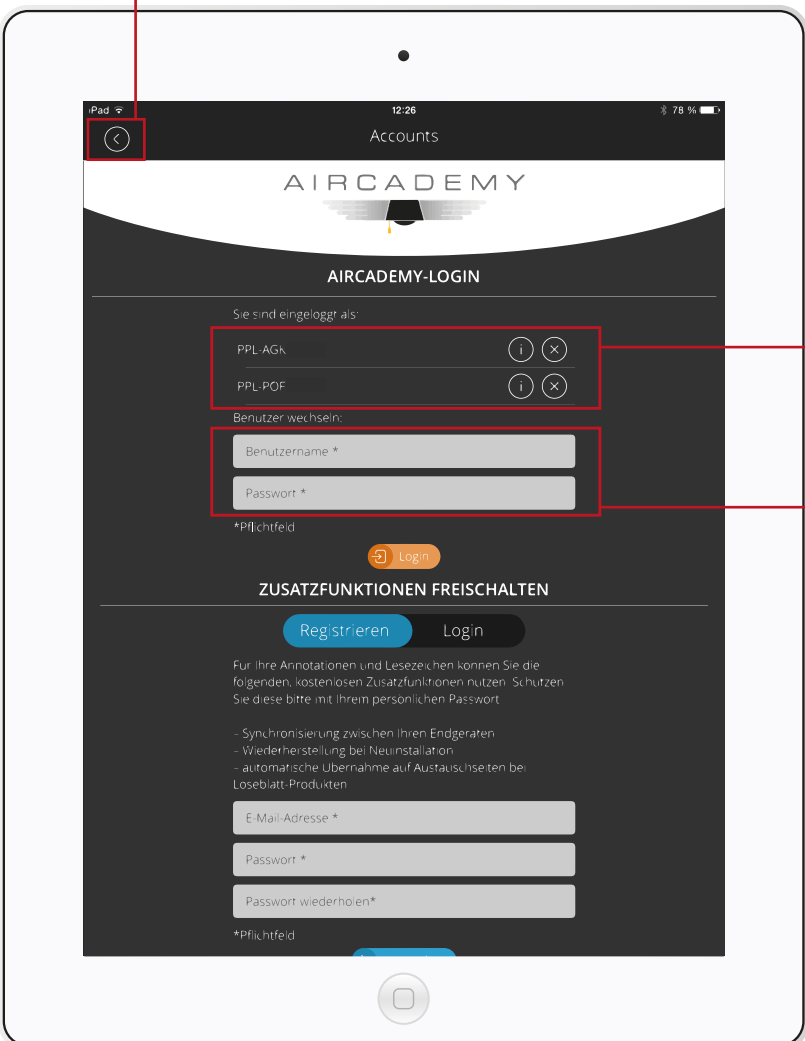 iPad 12:26 78 %
Accounts
AIRCADEMY
AIRCADEMY-LOGIN
Sie sind eingeloggt als:
PPL-AGK
PPL-POF
Benutzer wechseln:
Benutzername *
Passwort *
*Pflichtfeld
Login
ZUSATZFUNKTIONEN FREISCHALTEN
Registrieren Login
Für Ihre Annotationen und Lesezeichen können Sie die
folgenden, kostenlosen Zusatzfunktionen nutzen. Schützen
Sie diese bitte mit Ihrem persönlichen Passwort
– Synchronisierung zwischen Ihren Endgeräten
– Wiederherstellung bei Neuinstallation
– automatische Übernahme auf Austauschseiten bei
Loseblatt-Produkten
E-Mail-Adresse *
Passwort *
Passwort wiederholen*
*Pflichtfeld